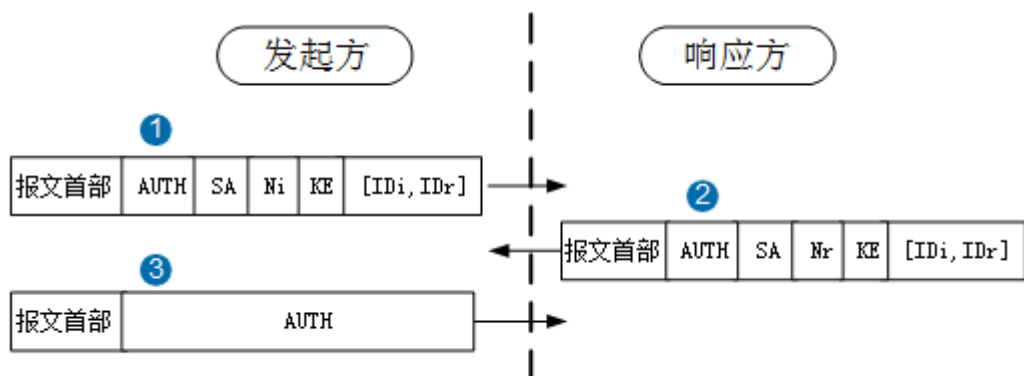 发起方 响应方
1
报文首部 AUTH SA Ni KE [IDi,IDr]
2
报文首部 AUTH SA Nr KE [IDi,IDr]
3
报文首部 AUTH